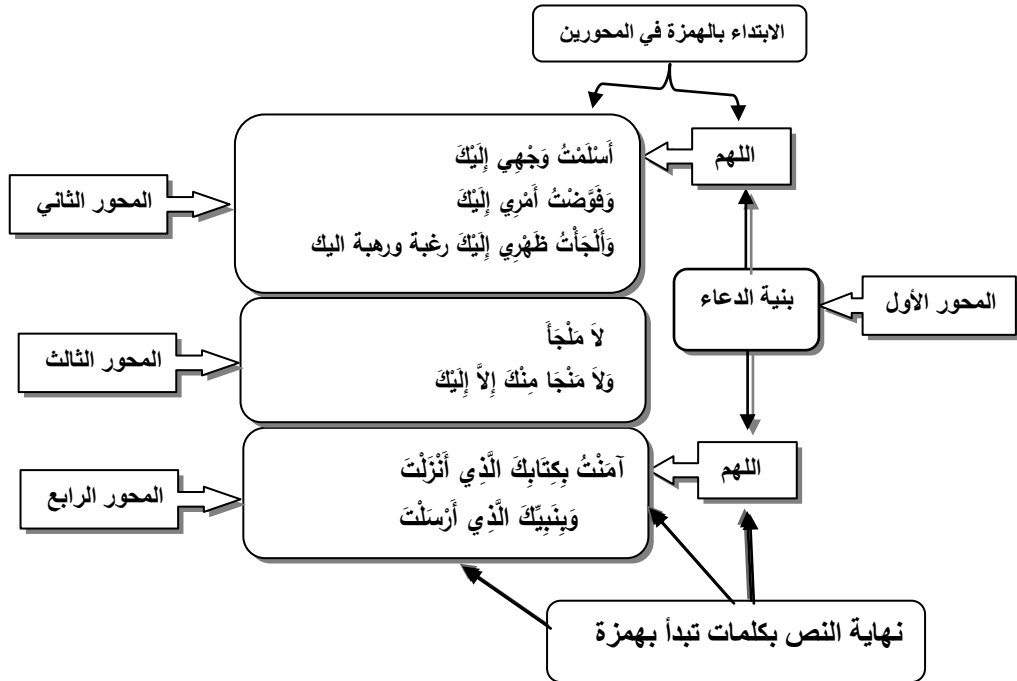 الابتداء بالهمزة في المحورين
اللهم
أَسْلَمْتُ وَجْهِي إِلَيْكَ
وَفَوَّضْتُ أَمْرِي إِلَيْكَ
وَأَلْجَأْتُ ظَهْرِي إِلَيْكَ رغبة ورهبة اليك
المحور الثاني
المحور الأول
بنية الدعاء
لاَ مَلْجَأَ
وَلاَ مَنْجَا مِنْكَ إِلاَّ إِلَيْكَ
المحور الثالث
اللهم
آمَنْتُ بِكِتَابِكَ الَّذِي أَنْزَلْتَ
وَبِنَبِيِّكَ الَّذِي أَرْسَلْتَ
المحور الرابع
نهاية النص بكلمات تبدأ بهمزة